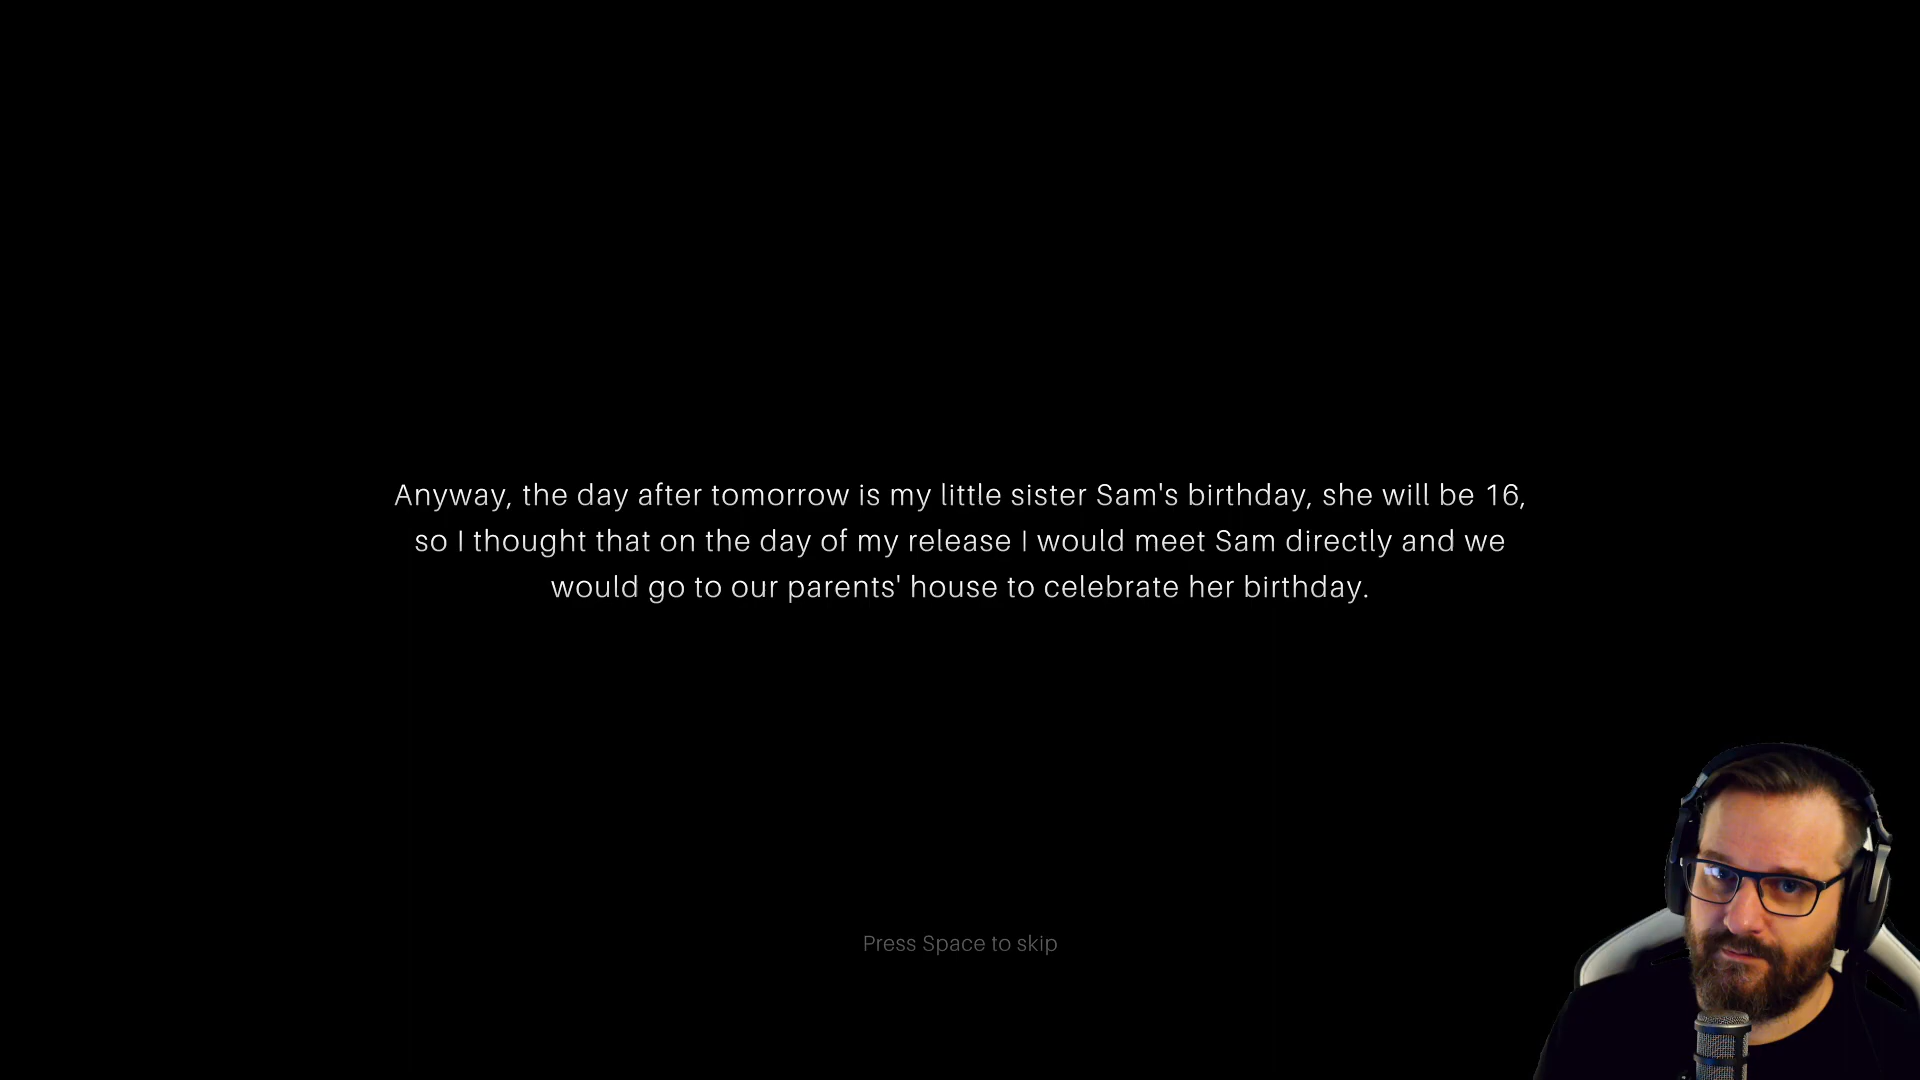 Anyway, the day after tomorrow is my little sister Sam's birthday, she will be 16,
so I thought that on the day of my release I would meet Sam directly and we
would go to our parents' house to celebrate her birthday.
Press Space to skip